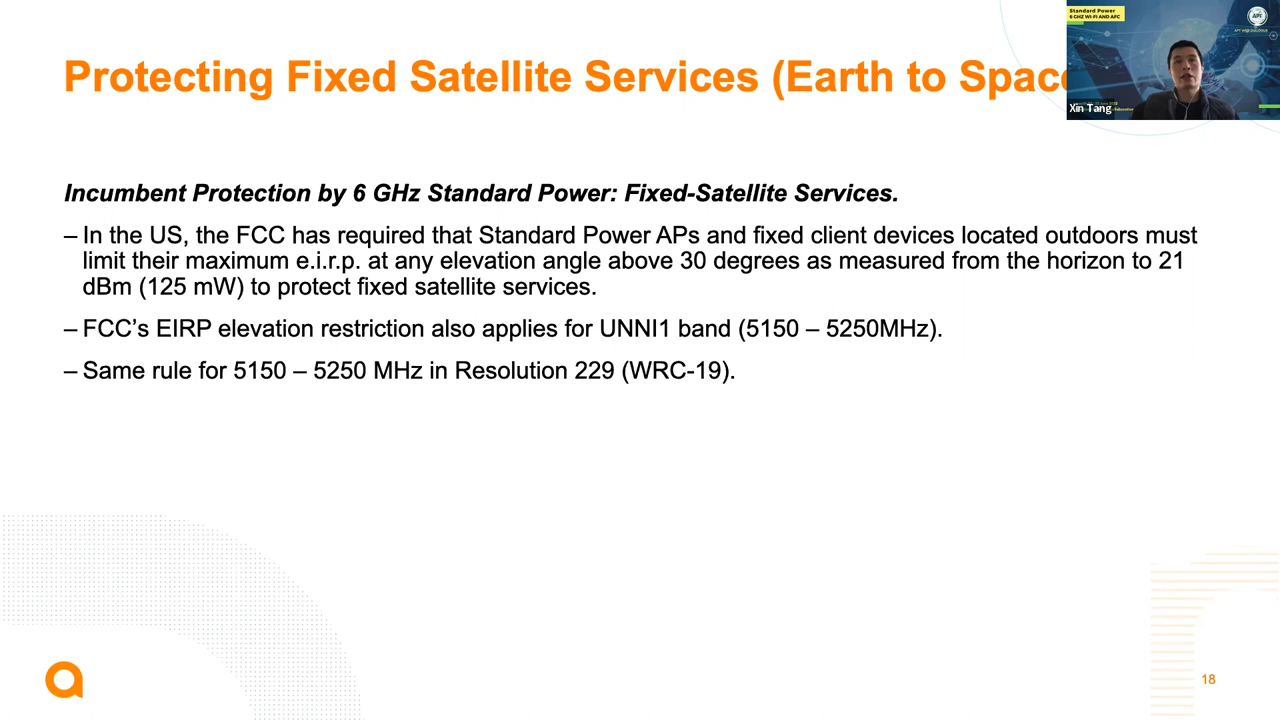 Protecting Fixed Satellite Services (Earth to Space
Standard Power
6 GHZ WI-FI AND AFC
AFC
Xin Tang
Incumbent Protection by 6 GHz Standard Power: Fixed-Satellite Services.
– In the US, the FCC has required that Standard Power APs and fixed client devices located outdoors must
limit their maximum e.i.r.p. at any elevation angle above 30 degrees as measured from the horizon to 21
dBm (125 mW) to protect fixed satellite services.
– FCC’s EIRP elevation restriction also applies for UNNI1 band (5150 – 5250MHz).
– Same rule for 5150 – 5250 MHz in Resolution 229 (WRC-19).
18